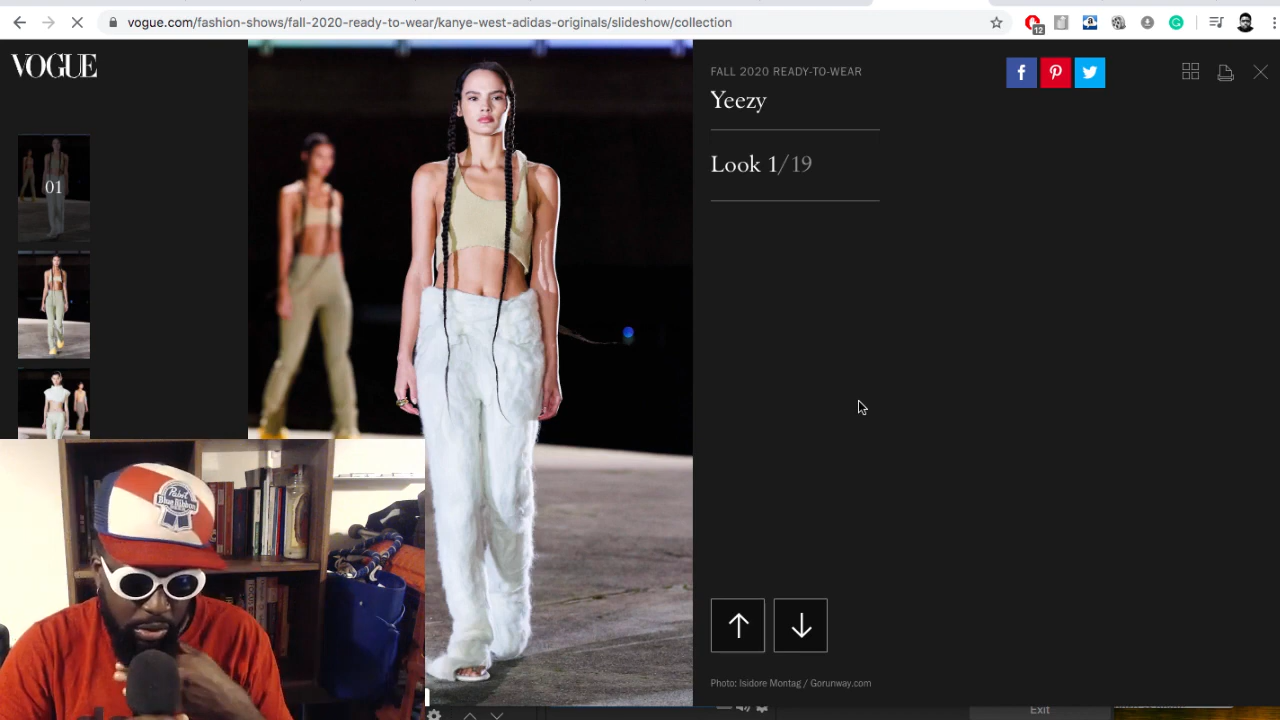 vogue.com/fashion-shows/fall-2020-ready-to-wear/kanye-west-adidas-originals/slideshow/collection
12
VOGUE
FALL 2020 READY-TO-WEAR
Yeezy
Look 1/19
01
Pabst
Blue Ribbon
Photo: Isidore Montag / Gorunway.com
Exit